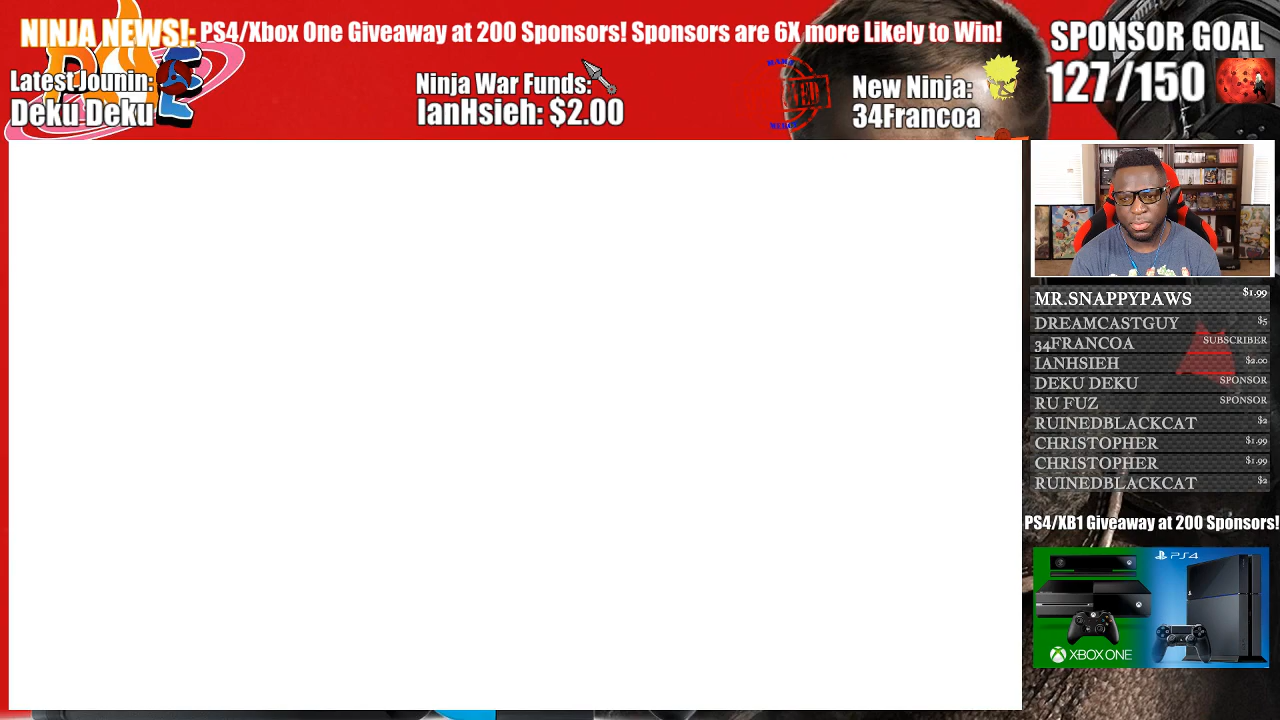 NINJA NEWS!: PS4/Xbox One Giveaway at 200 Sponsors! Sponsors are 6X more Likely to Win!
SPONSOR GOAL
127/150
Latest Jounin:
Deku Deku
Ninja War Funds:
IanHsieh: $2.00
New Ninja:
34Francoa
MR.SNAPPYPAWS $1.99
DREAMCASTGUY $5
34FRANCOA SUBSCRIBER
IANHSIEH $2.00
DEKU DEKU SPONSOR
RU FUZ SPONSOR
RUINEDBLACKCAT $2
CHRISTOPHER $1.99
CHRISTOPHER $1.99
RUINEDBLACKCAT $2
PS4/XB1 Giveaway at 200 Sponsors!
PS4
XBOX ONE